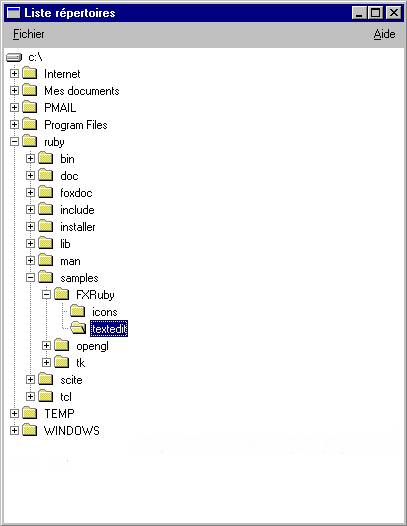 Liste répertoires
Fichier Aide
c:\
Internet
Mes documents
PMAIL
Program Files
ruby
bin
doc
foxdoc
include
installer
lib
man
samples
FXRuby
icons
textedit
opengl
tk
scite
tcl
TEMP
WINDOWS